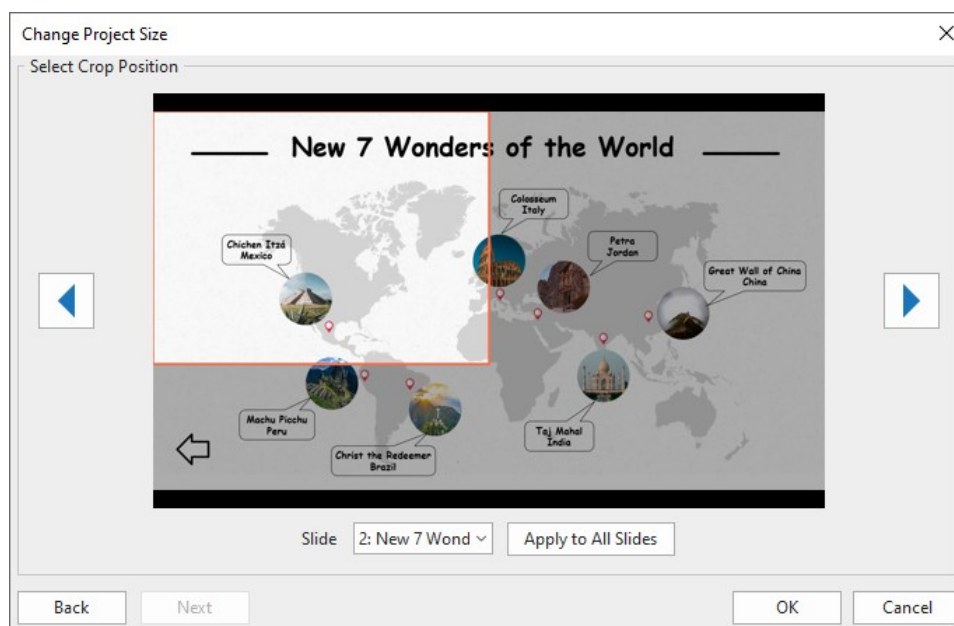 Change Project Size
Select Crop Position
New 7 Wonders of the World
Colosseum
Italy
Chichen Itzá
Mexico
Petra
Jordan
Great Wall of China
China
Machu Picchu
Peru
Christ the Redeemer
Brazil
Taj Mahal
India
Slide
2: New 7 Wond
Apply to All Slides
Back
Next
OK
Cancel